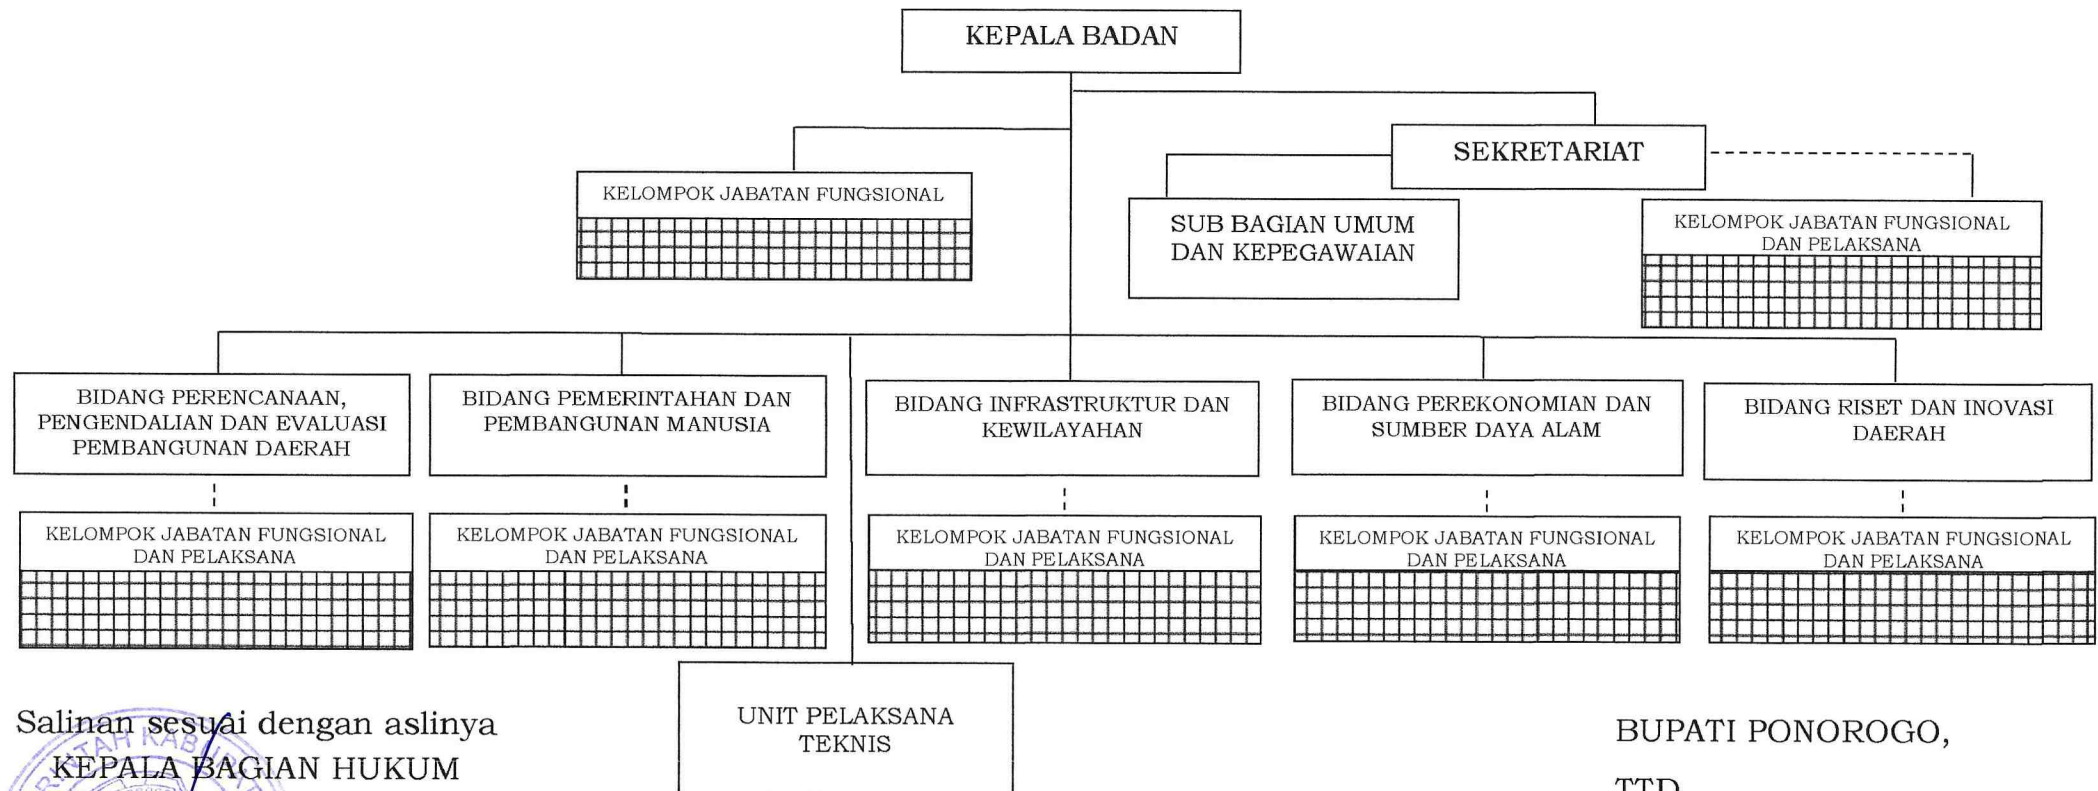 KEPALA BADAN
SEKRETARIAT
KELOMPOK JABATAN FUNGSIONAL
SUB BAGIAN UMUM
DAN KEPEGAWAIAN
KELOMPOK JABATAN FUNGSIONAL
DAN PELAKSANA
BIDANG PERENCANAAN,
PENGENDALIAN DAN EVALUASI
PEMBANGUNAN DAERAH
BIDANG PEMERINTAHAN DAN
PEMBANGUNAN MANUSIA
BIDANG INFRASTRUKTUR DAN
KEWILAYAHAN
BIDANG PEREKONOMIAN DAN
SUMBER DAYA ALAM
BIDANG RISET DAN INOVASI
DAERAH
KELOMPOK JABATAN FUNGSIONAL
DAN PELAKSANA
KELOMPOK JABATAN FUNGSIONAL
DAN PELAKSANA
KELOMPOK JABATAN FUNGSIONAL
DAN PELAKSANA
KELOMPOK JABATAN FUNGSIONAL
DAN PELAKSANA
KELOMPOK JABATAN FUNGSIONAL
DAN PELAKSANA
UNIT PELAKSANA
TEKNIS
Salinan sesuai dengan aslinya
KEPALA BAGIAN HUKUM
BUPATI PONOROGO,
TTD